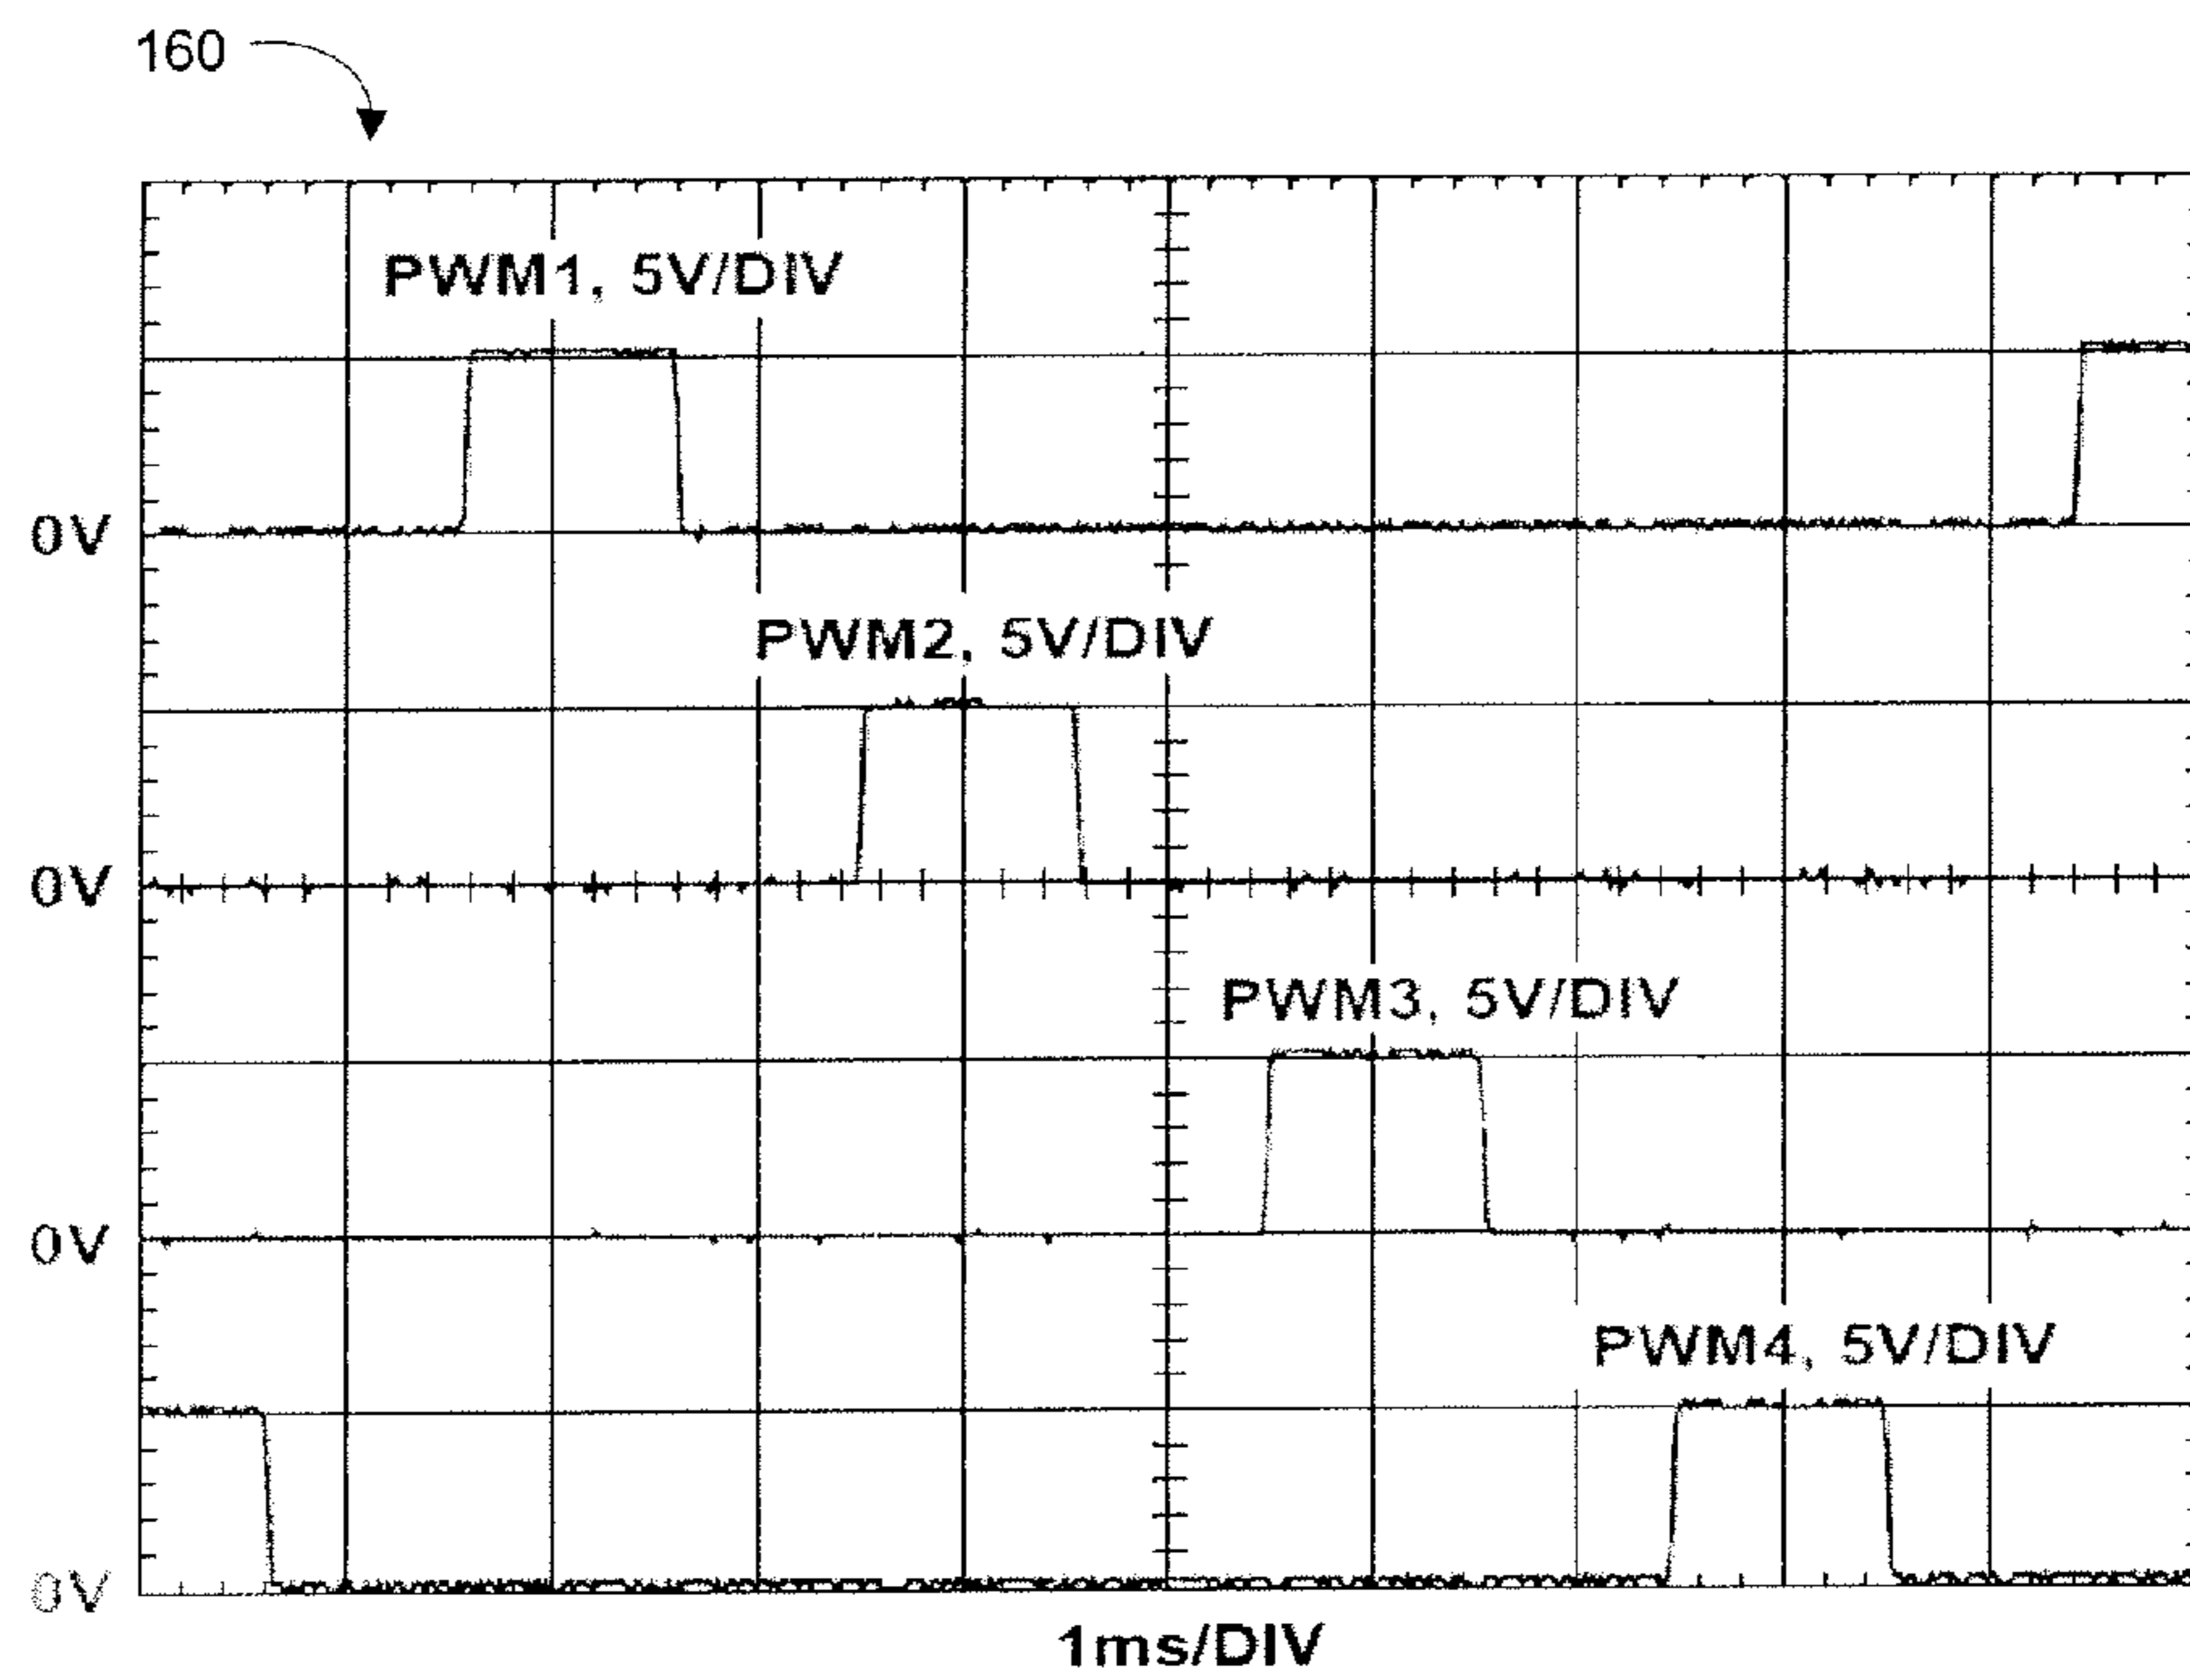 160
PWM1, 5V/DIV
0V
PWM2, 5V/DIV
0V
PWM3, 5V/DIV
0V
PWM4, 5V/DIV
0V
1ms/DIV